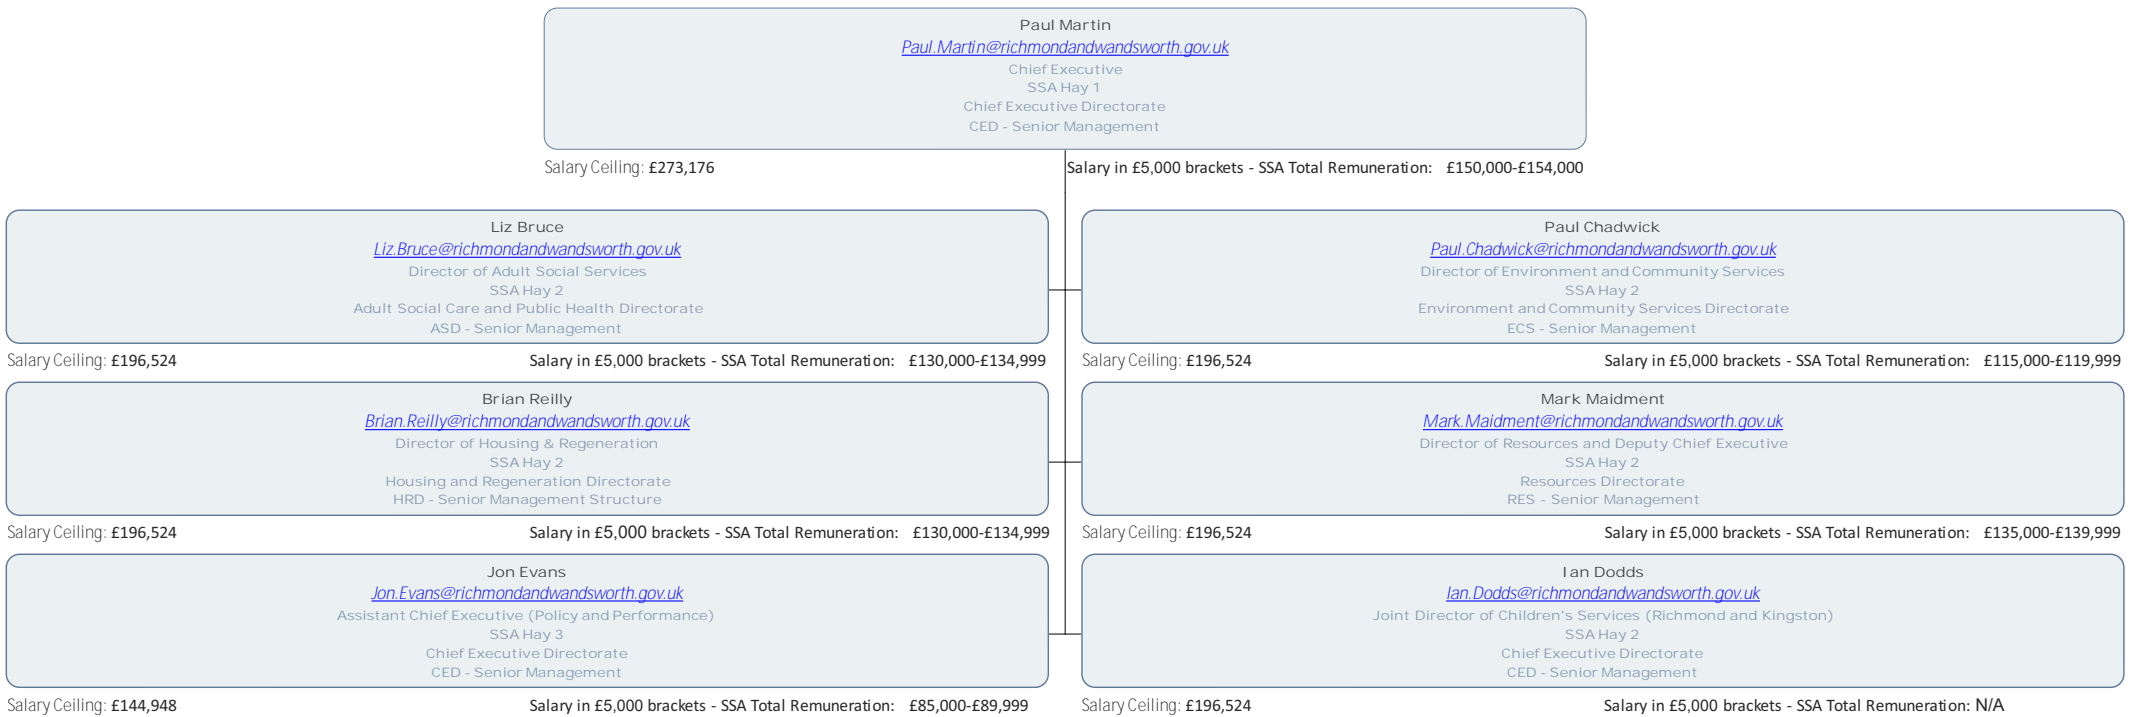 Paul Martin
Paul.Martin@richmondandwandsworth.gov.uk
Chief Executive
SSA Hay 1
Chief Executive Directorate
CED - Senior Management
Salary Ceiling: £273,176 Salary in £5,000 brackets - SSA Total Remuneration: £150,000-£154,000
Liz Bruce
Liz.Bruce@richmondandwandsworth.gov.uk
Director of Adult Social Services
SSA Hay 2
Adult Social Care and Public Health Directorate
ASD - Senior Management
Salary Ceiling: £196,524 Salary in £5,000 brackets - SSA Total Remuneration: £130,000-£134,999
Paul Chadwick
Paul.Chadwick@richmondandwandsworth.gov.uk
Director of Environment and Community Services
SSA Hay 2
Environment and Community Services Directorate
ECS - Senior Management
Salary Ceiling: £196,524 Salary in £5,000 brackets - SSA Total Remuneration: £115,000-£119,999
Brian Reilly
Brian.Reilly@richmondandwandsworth.gov.uk
Director of Housing & Regeneration
SSA Hay 2
Housing and Regeneration Directorate
HRD - Senior Management Structure
Salary Ceiling: £196,524 Salary in £5,000 brackets - SSA Total Remuneration: £130,000-£134,999
Mark Maidment
Mark.Maidment@richmondandwandsworth.gov.uk
Director of Resources and Deputy Chief Executive
SSA Hay 2
Resources Directorate
RES - Senior Management
Salary Ceiling: £196,524 Salary in £5,000 brackets - SSA Total Remuneration: £135,000-£139,999
Jon Evans
Jon.Evans@richmondandwandsworth.gov.uk
Assistant Chief Executive (Policy and Performance)
SSA Hay 3
Chief Executive Directorate
CED - Senior Management
Salary Ceiling: £144,948 Salary in £5,000 brackets - SSA Total Remuneration: £85,000-£89,999
Ian Dodds
Ian.Dodds@richmondandwandsworth.gov.uk
Joint Director of Children's Services (Richmond and Kingston)
SSA Hay 2
Chief Executive Directorate
CED - Senior Management
Salary Ceiling: £196,524 Salary in £5,000 brackets - SSA Total Remuneration: N/A